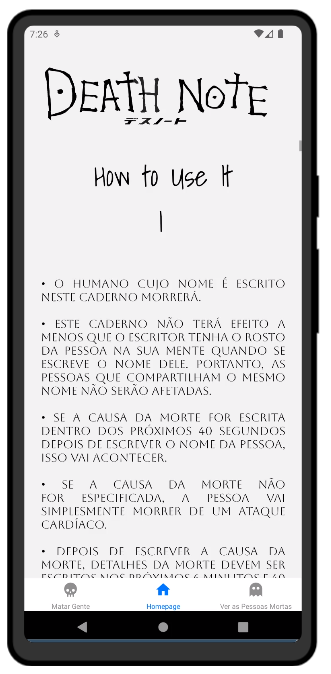 7:26
DEATH NOTE
デスノート
How to Use It
I
• O HUMANO CUJO NOME É ESCRITO
NESTE CADERNO MORRERÁ.
• ESTE CADERNO NÃO TERÁ EFEITO A
MENOS QUE O ESCRITOR TENHA O ROSTO
DA PESSOA NA SUA MENTE QUANDO SE
ESCREVE O NOME DELE. PORTANTO, AS
PESSOAS QUE COMPARTILHAM O MESMO
NOME NÃO SERÃO AFETADAS.
• SE A CAUSA DA MORTE FOR ESCRITA
DENTRO DOS PRÓXIMOS 40 SEGUNDOS
DEPOIS DE ESCREVER O NOME DA PESSOA,
ISSO VAI ACONTECER.
• SE A CAUSA DA MORTE NÃO
FOR ESPECIFICADA, A PESSOA VAI
SIMPLESMENTE MORRER DE UM ATAQUE
CARDÍACO.
• DEPOIS DE ESCREVER A CAUSA DA
MORTE, DETALHES DA MORTE DEVEM SER
ESCRITOS NOS PRÓXIMOS 6 MINUTOS E 40
Matar Gente
Homepage
Ver as Pessoas Mortas